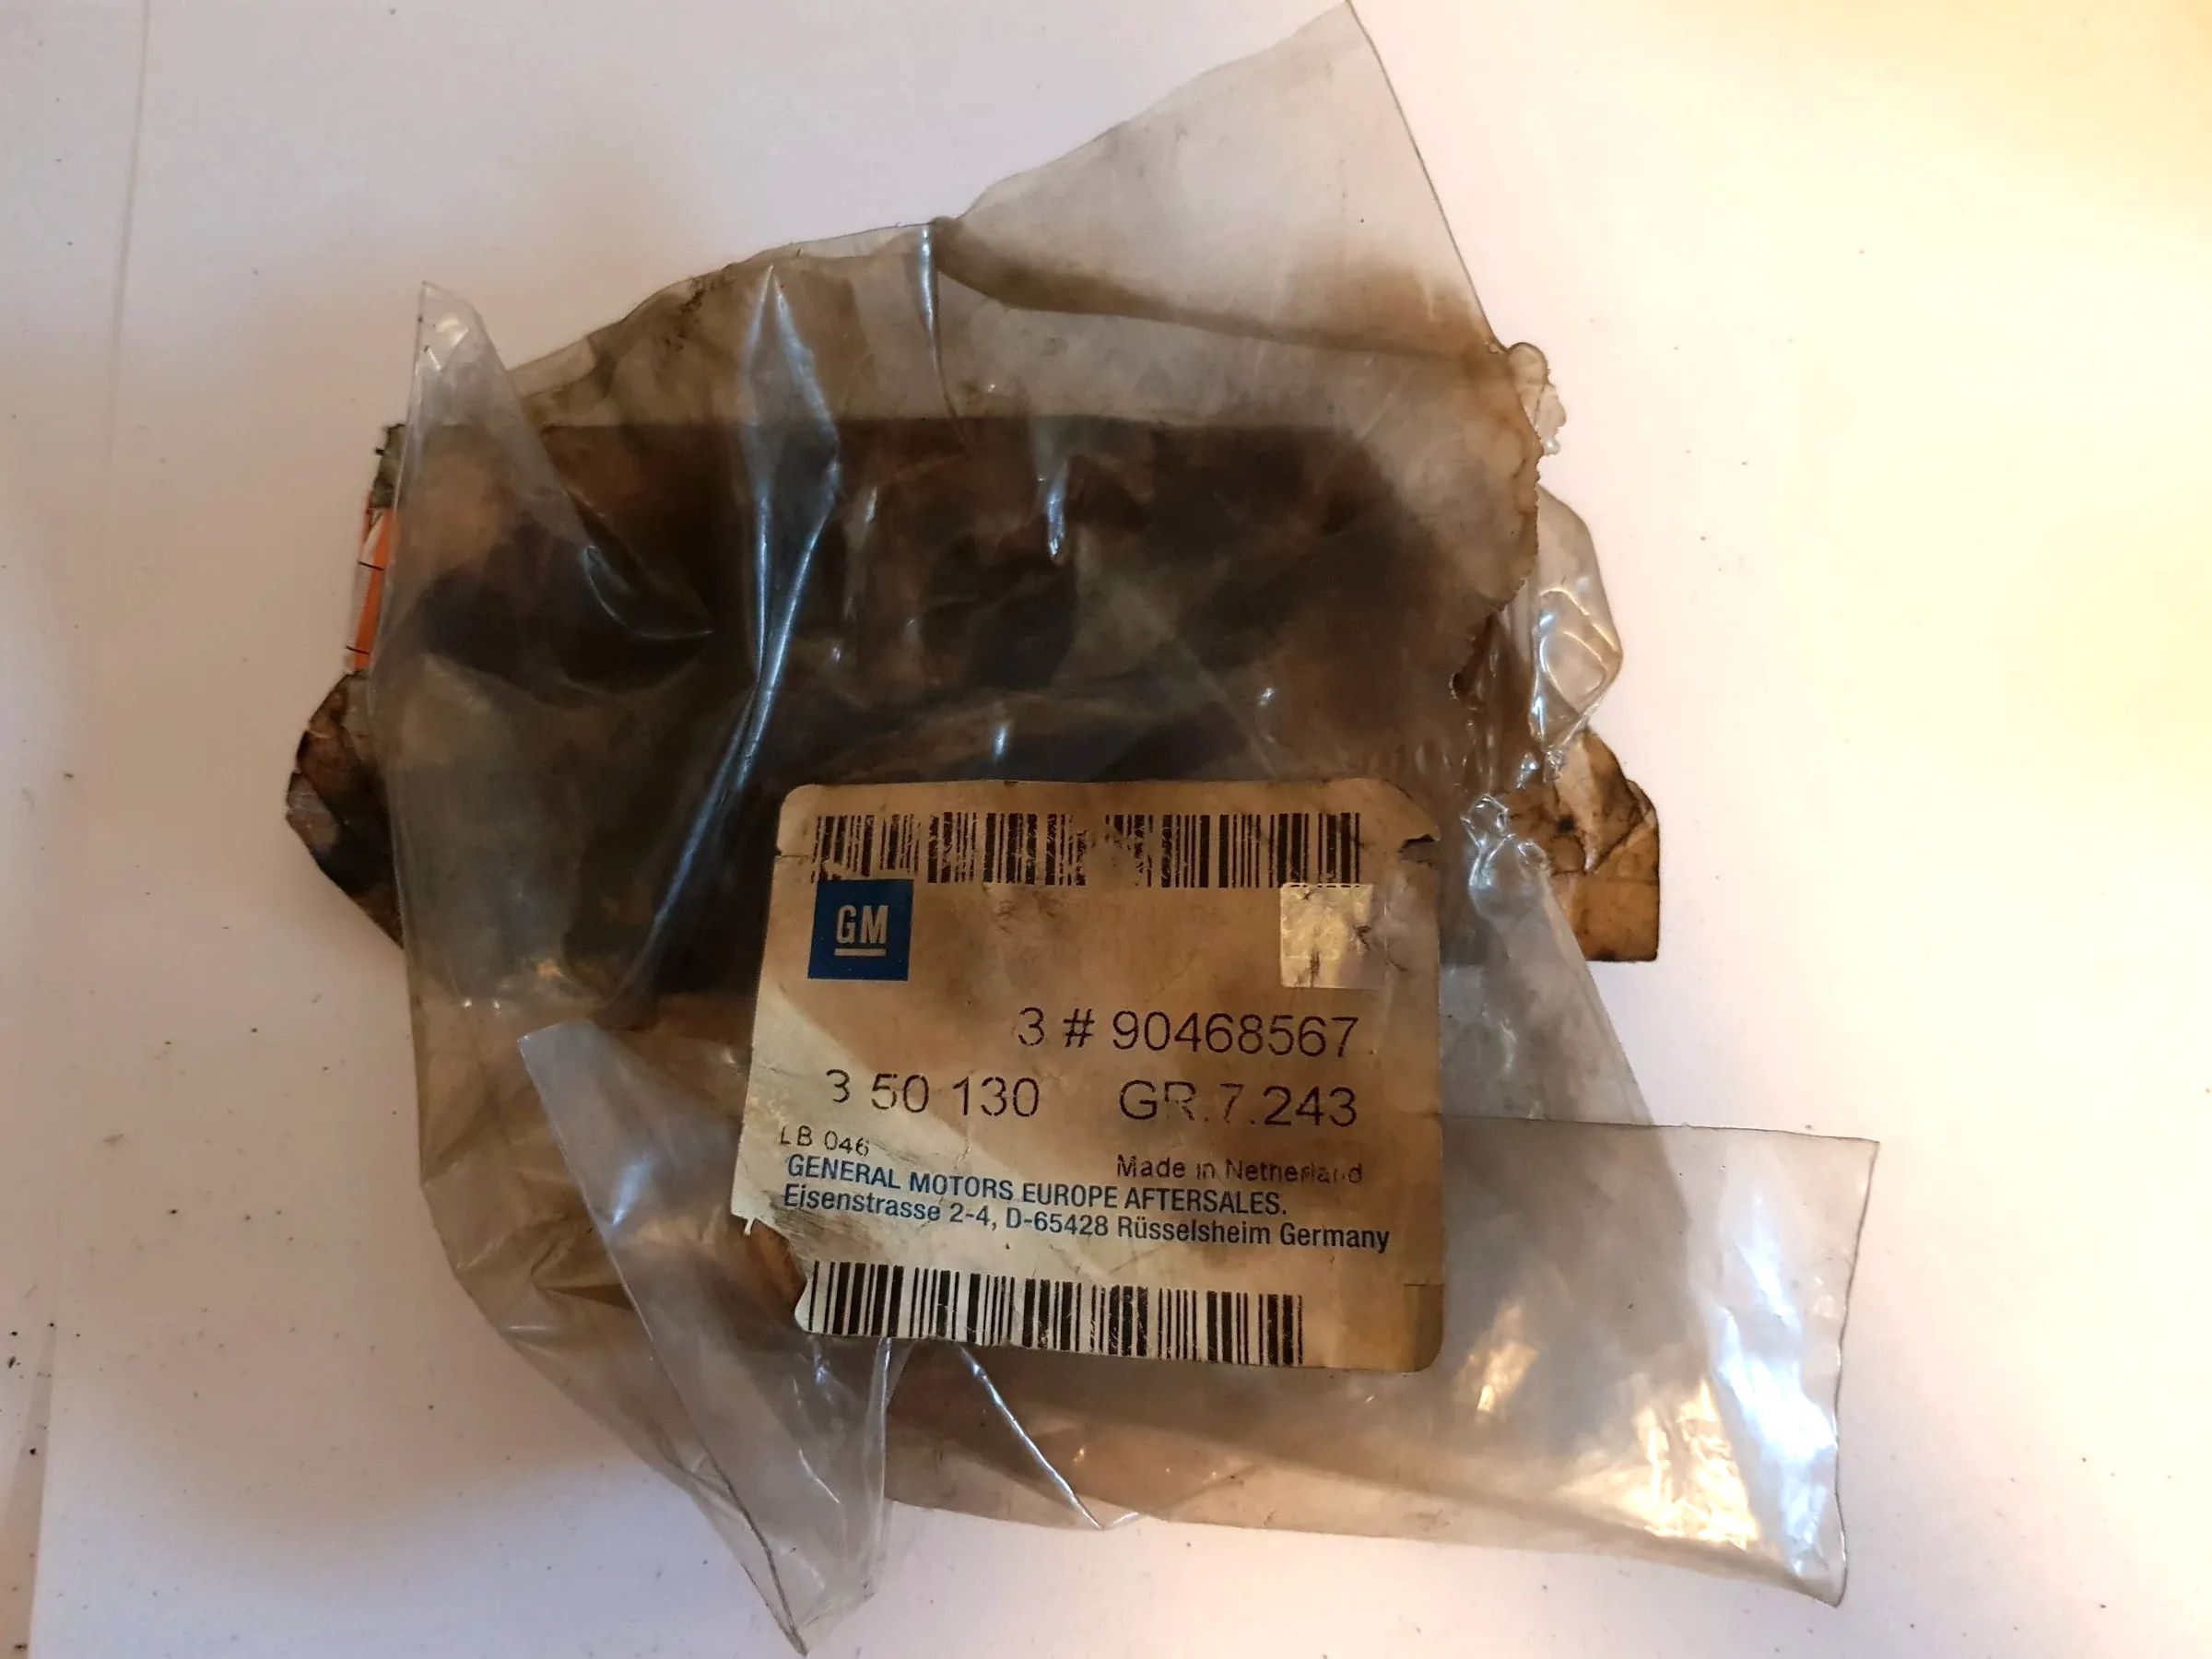 GM
3 # 90468567
3 50 130 GR.7.243
LB 046
Made in Netherland
GENERAL MOTORS EUROPE AFTERSALES.
Eisenstrasse 2-4, D-65428 Rüsselsheim Germany